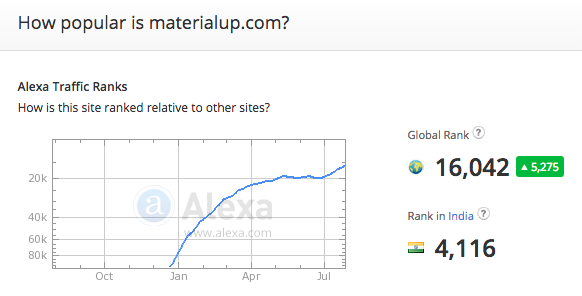 How popular is materialup.com?
Alexa Traffic Ranks
How is this site ranked relative to other sites?
20k
40k
60k
80k
Oct
Jan
Apr
Jul
a Alexa
www.alexa.com
Global Rank ?
16,042 ▲ 5,275
Rank in India ?
4,116